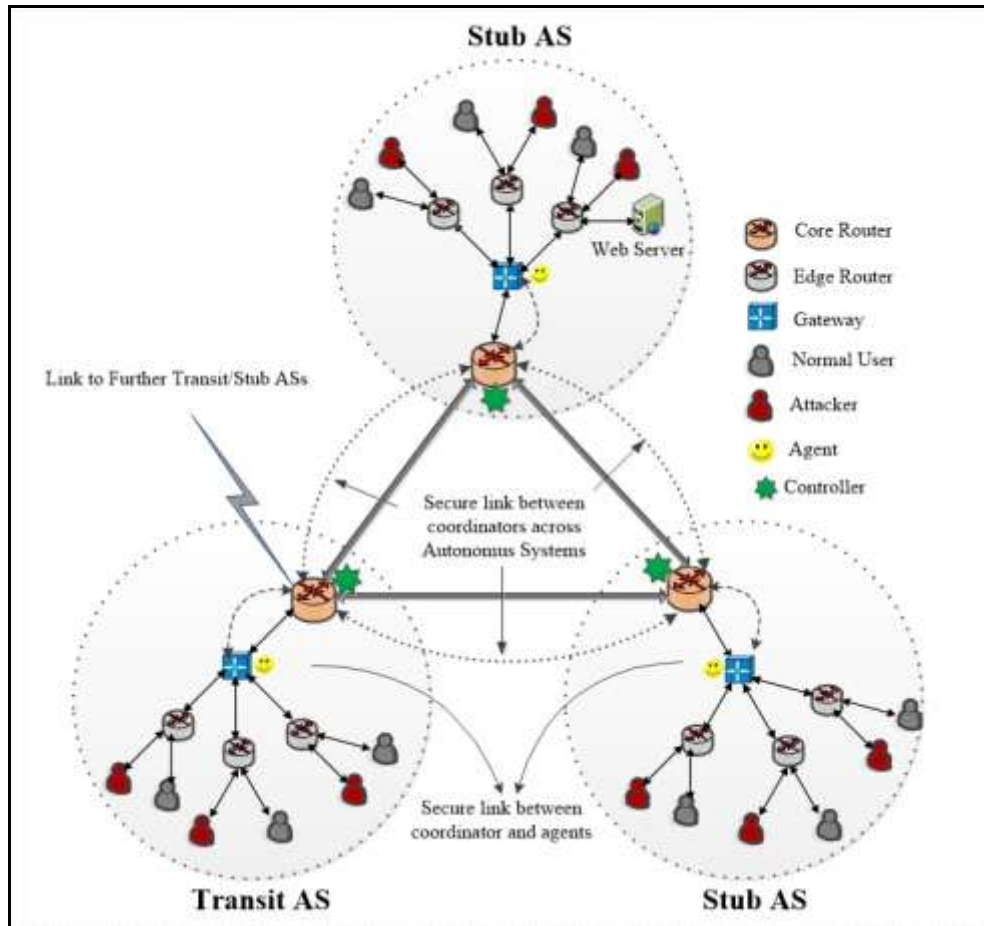 Stub AS
Web Server
Core Router
Edge Router
Gateway
Normal User
Attacker
Agent
Controller
Link to Further Transit/Stub ASs
Secure link between
coordinators across
Autonomus Systems
Secure link between
coordinator and agents
Transit AS
Stub AS